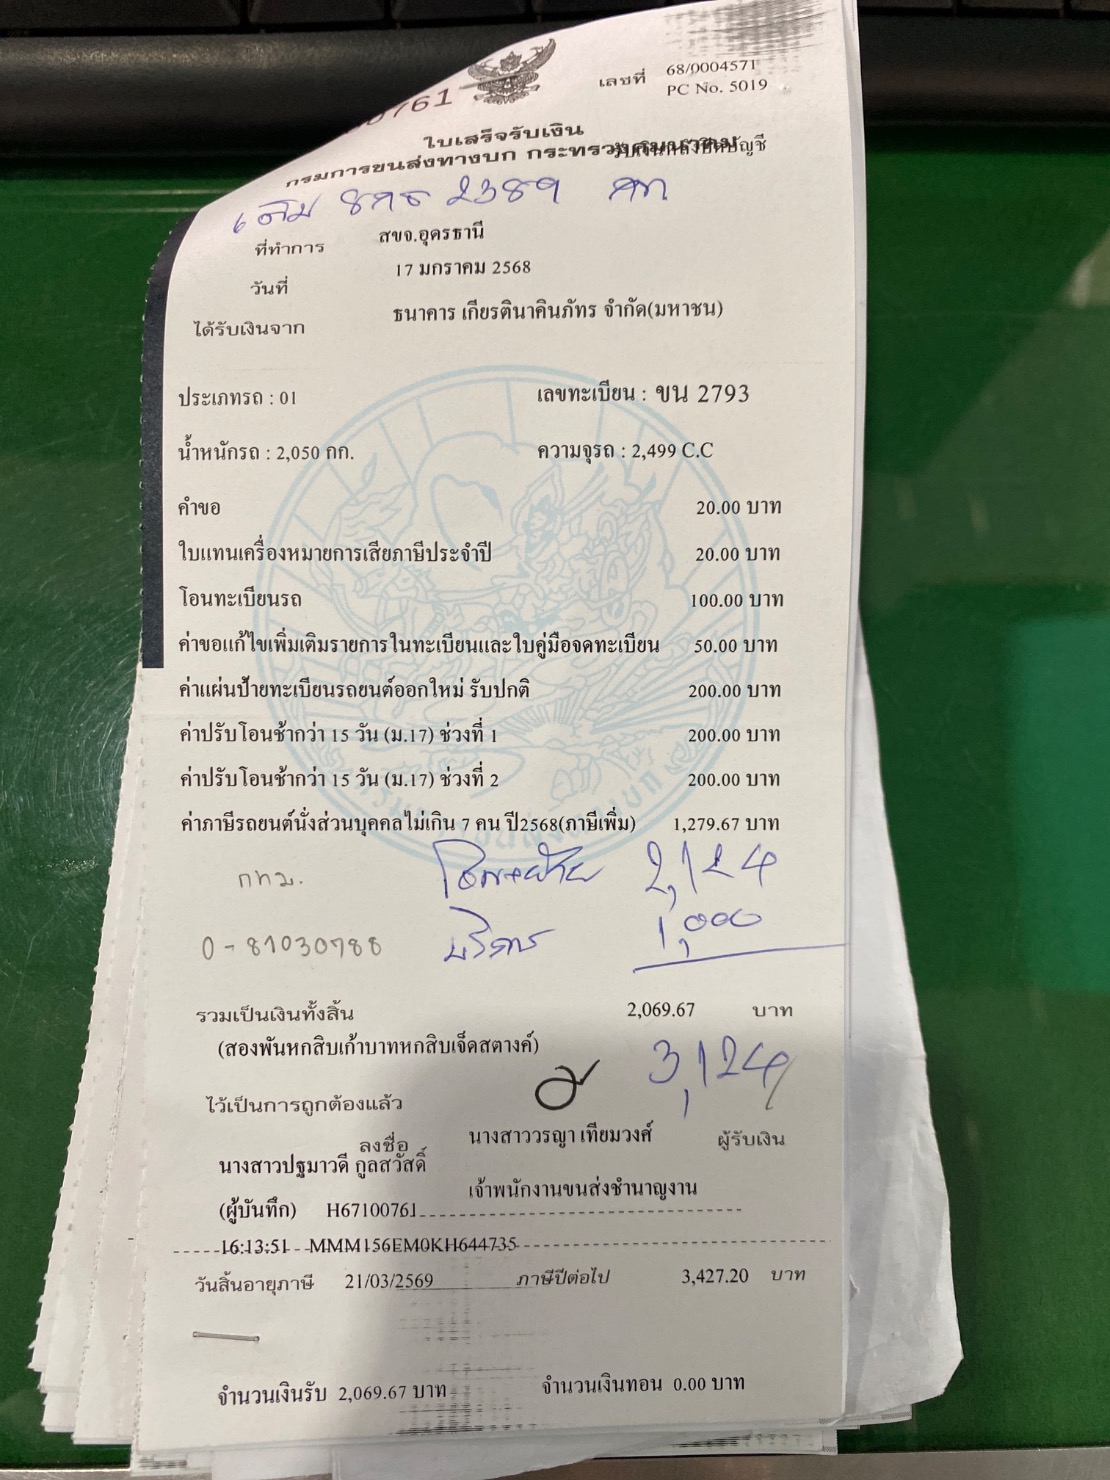 0761
เลขที่ 68/0004571
PC No. 5019
ใบเสร็จรับเงิน
กรมการขนส่งทางบก กระทรวงคมนาคม
เดิม 8กธ 2389 กท
ที่ทำการ สขจ.อุดรธานี
วันที่ 17 มกราคม 2568
ได้รับเงินจาก ธนาคาร เกียรตินาคินภัทร จำกัด(มหาชน)
ประเภทรถ : 01 เลขทะเบียน : ขน 2793
น้ำหนักรถ : 2,050 กก. ความจุรถ : 2,499 C.C
คำขอ 20.00 บาท
ใบแทนเครื่องหมายการเสียภาษีประจำปี 20.00 บาท
โอนทะเบียนรถ 100.00 บาท
ค่าขอแก้ไขเพิ่มเติมรายการในทะเบียนและใบคู่มือจดทะเบียน 50.00 บาท
ค่าแผ่นป้ายทะเบียนรถยนต์ออกใหม่ รับปกติ 200.00 บาท
ค่าปรับโอนช้ากว่า 15 วัน (ม.17) ช่วงที่ 1 200.00 บาท
ค่าปรับโอนช้ากว่า 15 วัน (ม.17) ช่วงที่ 2 200.00 บาท
ค่าภาษีรถยนต์นั่งส่วนบุคคลไม่เกิน 7 คน ปี2568(ภาษีเพิ่ม) 1,279.67 บาท
กทม. โอน+ย้าย 2,124
0-81030788 บริการ 1,000
รวมเป็นเงินทั้งสิ้น 2,069.67 บาท
(สองพันหกสิบเก้าบาทหกสิบเจ็ดสตางค์)
3,124
ไว้เป็นการถูกต้องแล้ว
ลงชื่อ นางสาววรญา เทียมวงศ์ ผู้รับเงิน
นางสาวปฐมาวดี กูลสวัสดิ์
เจ้าพนักงานขนส่งชำนาญงาน
(ผู้บันทึก) H67100761
16:13:51 MMM156EM0KH644735
วันสิ้นอายุภาษี 21/03/2569 ภาษีปีต่อไป 3,427.20 บาท
จำนวนเงินรับ 2,069.67 บาท จำนวนเงินทอน 0.00 บาท